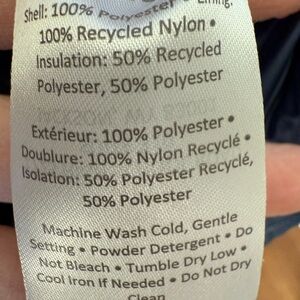 Shell: 100% Polyester • Lining:
100% Recycled Nylon •
Insulation: 50% Recycled
Polyester, 50% Polyester
Extérieur: 100% Polyester •
Doublure: 100% Nylon Recyclé •
Isolation: 50% Polyester Recyclé,
50% Polyester
Machine Wash Cold, Gentle
Setting • Powder Detergent • Do
Not Bleach • Tumble Dry Low •
Cool Iron If Needed • Do Not Dry
Clean